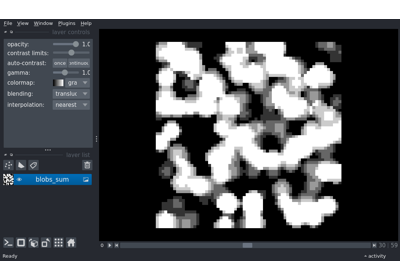 File View Window Plugins Help
layer controls
opacity: 1.0
contrast limits:
auto-contrast: once
gamma: 1.0
colormap: gra
blending: translu
interpolation: nearest
layer list
blobs_sum
0 30 59
Ready activity